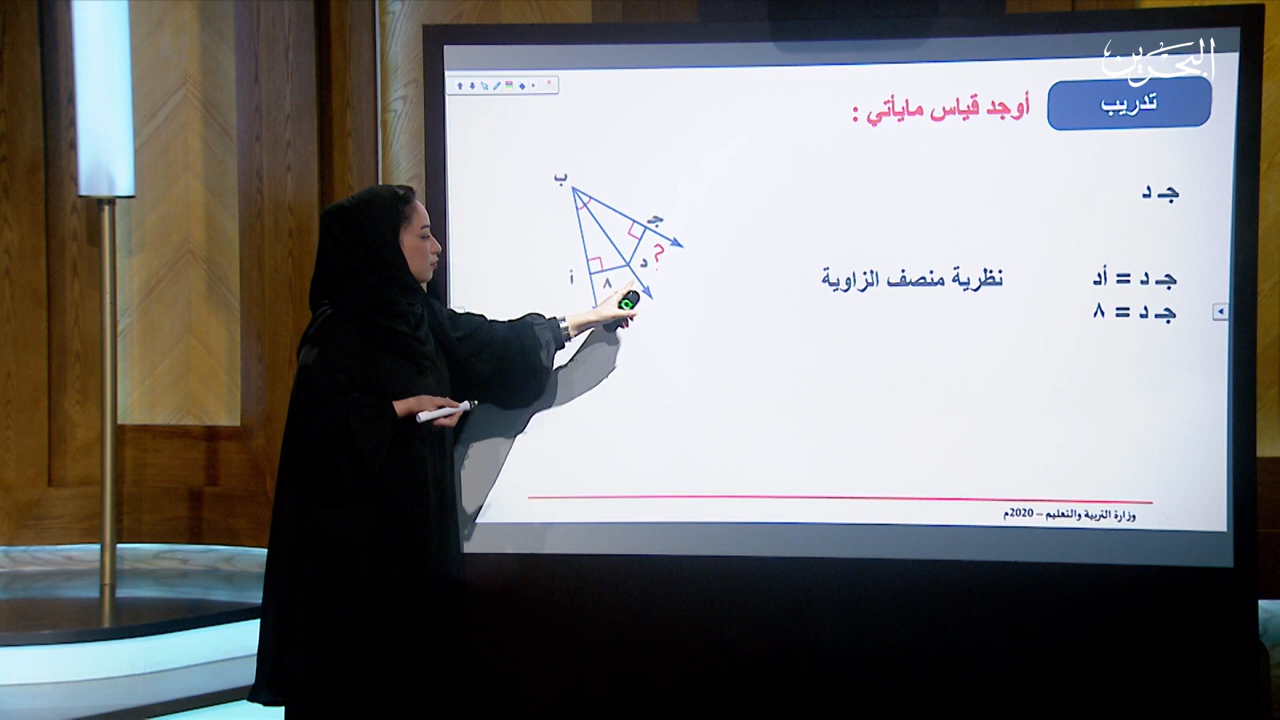 البحرين
تدريب
أوجد قياس مايأتي :
جـ د
ب
جـ
؟
د
أ
٨
جـ د = أد
نظرية منصف الزاوية
جـ د = ٨
وزارة التربية والتعليم – 2020م